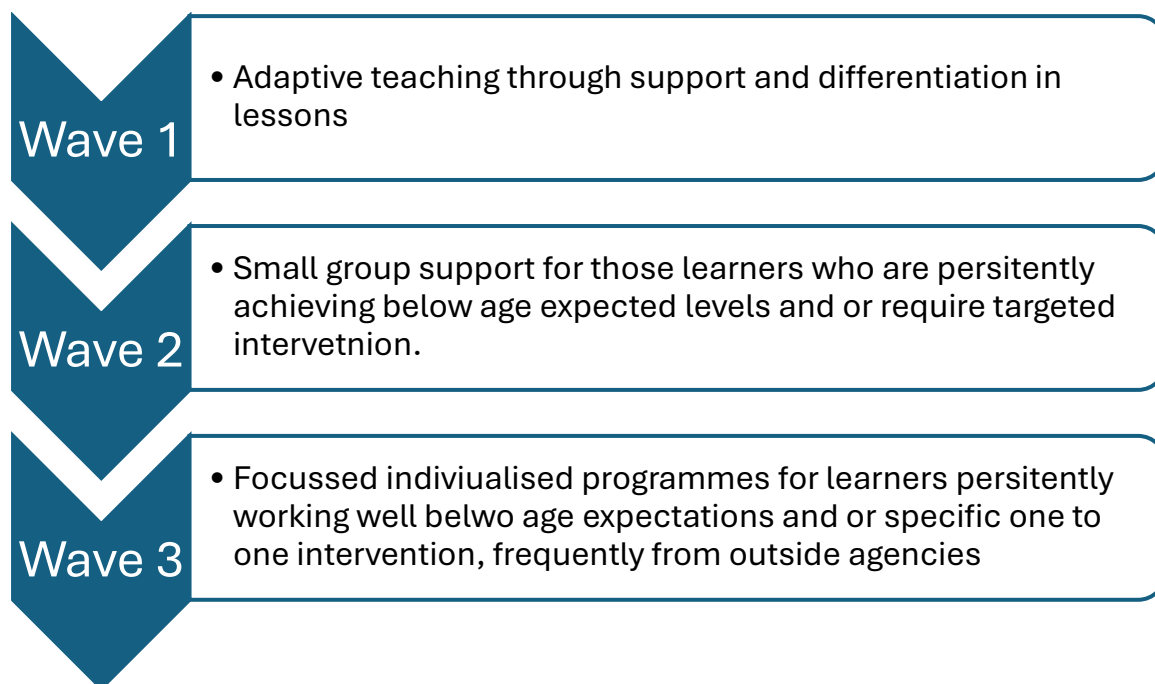 Wave 1
• Adaptive teaching through support and differentiation in
lessons
Wave 2
• Small group support for those learners who are persitently
achieving below age expected levels and or require targeted
intervetnion.
Wave 3
• Focussed indiviualised programmes for learners persitently
working well belwo age expectations and or specific one to
one intervention, frequently from outside agencies